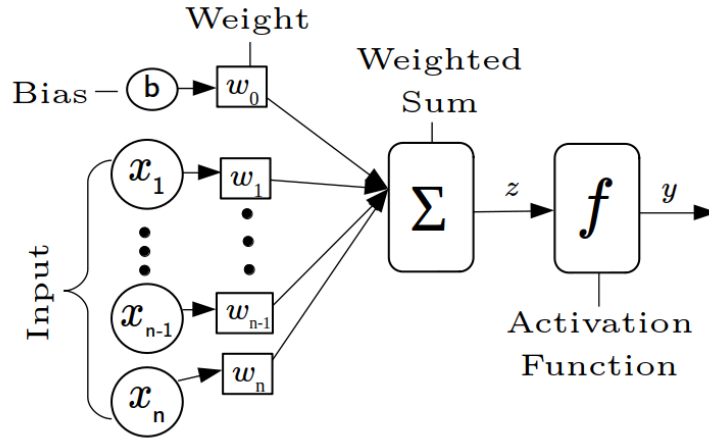 Weight
Bias
b
w₀
Weighted
Sum
Input
x₁
w₁
xₙ₋₁
wₙ₋₁
xₙ
wₙ
Σ
z
f
y
Activation
Function